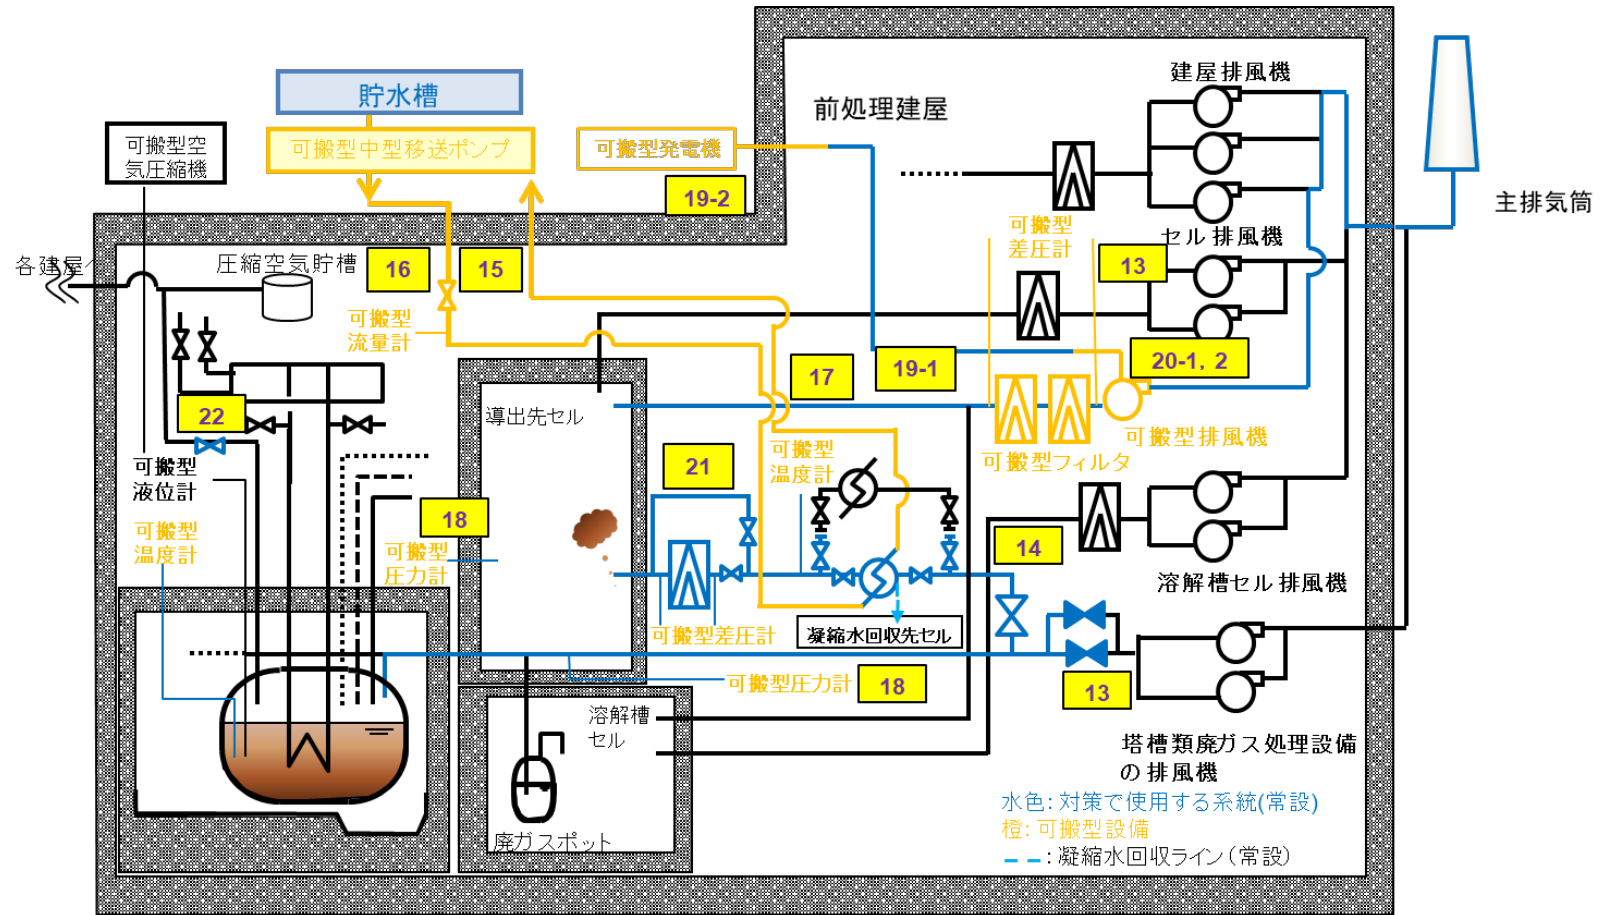 建屋排風機
貯水槽
前処理建屋
可搬型空
気圧縮機
可搬型中型移送ポンプ
可搬型発電機
主排気筒
19-2
可搬型
差圧計
セル排風機
各建屋へ
圧縮空気貯槽
16
15
13
可搬型
流量計
17
19-1
20-1, 2
導出先セル
22
可搬型排風機
可搬型フィルタ
可搬型
液位計
21
可搬型
温度計
18
可搬型
温度計
可搬型
圧力計
14
溶解槽セル排風機
可搬型差圧計
凝縮水回収先セル
可搬型圧力計
18
13
溶解槽
セル
塔槽類廃ガス処理設備
の排風機
廃ガスポット
水色:対策で使用する系統(常設)
橙:可搬型設備
:凝縮水回収ライン(常設)